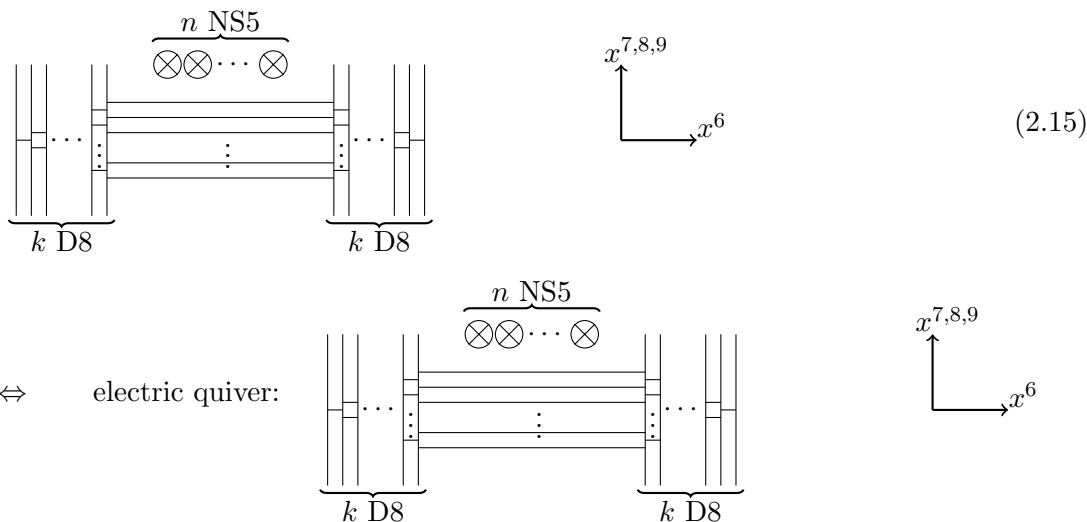 n NS5
x^{7,8,9}
x^6
(2.15)
k D8 k D8
n NS5
x^{7,8,9}
⇔ electric quiver:
x^6
k D8 k D8